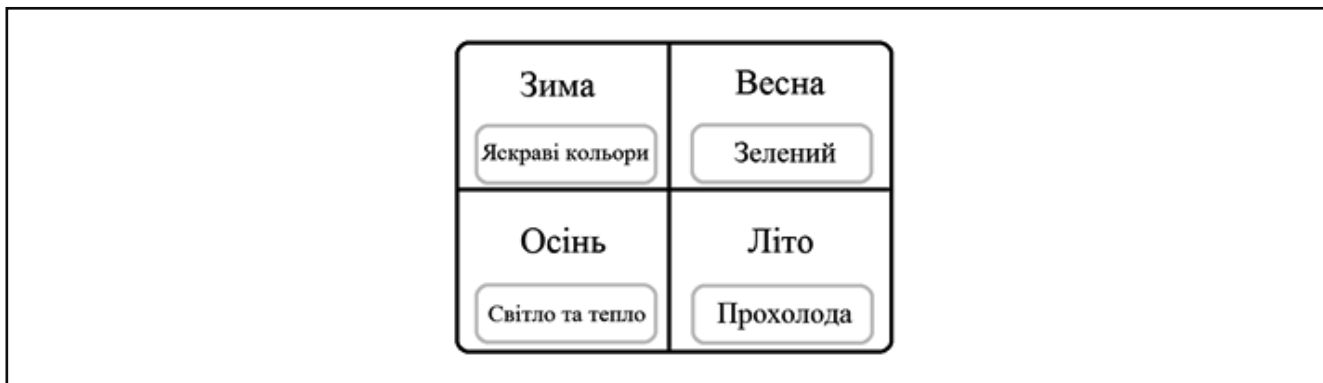 Зима
Яскраві кольори
Весна
Зелений
Осінь
Світло та тепло
Літо
Прохолода